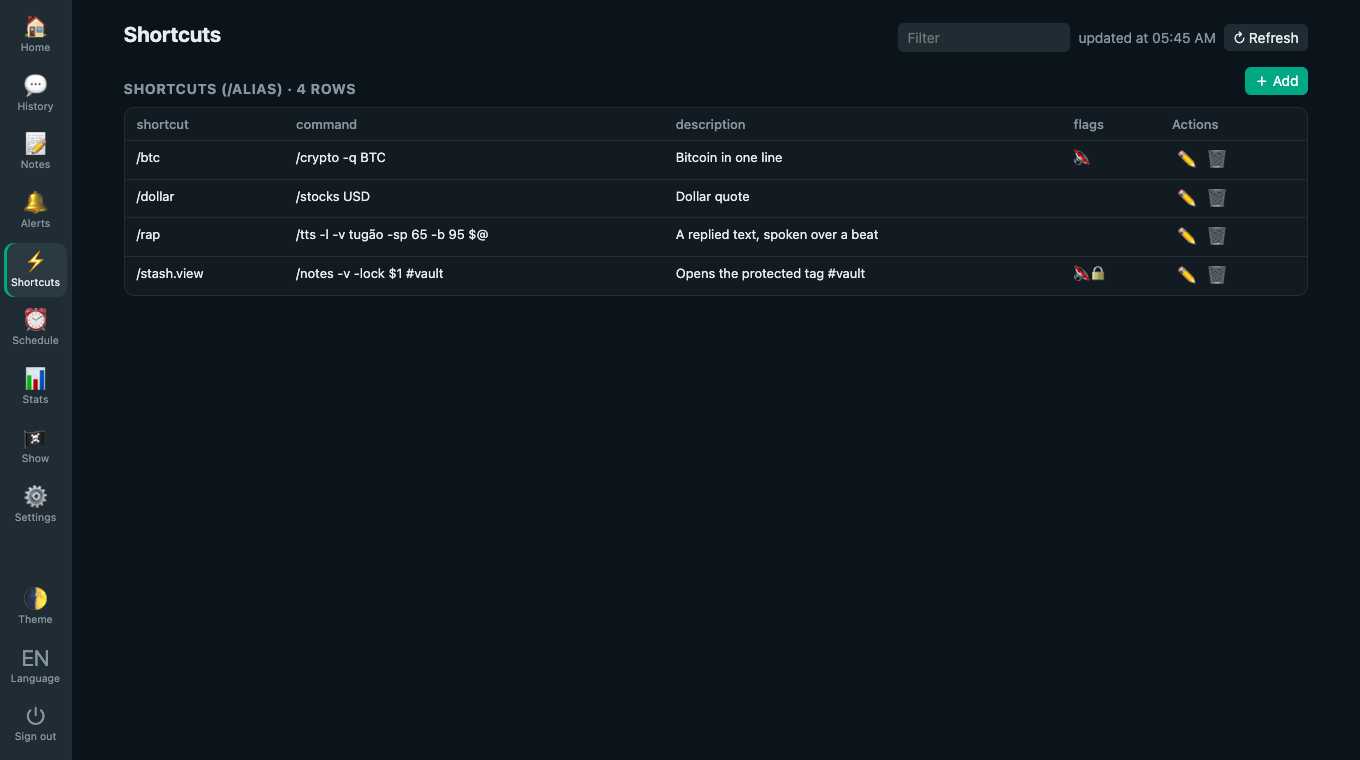 Home
History
Notes
Alerts
Shortcuts
Schedule
Stats
Show
Settings
Theme
EN
Language
Sign out
Shortcuts
Filter
updated at 05:45 AM
Refresh
SHORTCUTS (/ALIAS) · 4 ROWS
+ Add
shortcut command description flags Actions
/btc /crypto -q BTC Bitcoin in one line
/dollar /stocks USD Dollar quote
/rap /tts -l -v tugão -sp 65 -b 95 $@ A replied text, spoken over a beat
/stash.view /notes -v -lock $1 #vault Opens the protected tag #vault